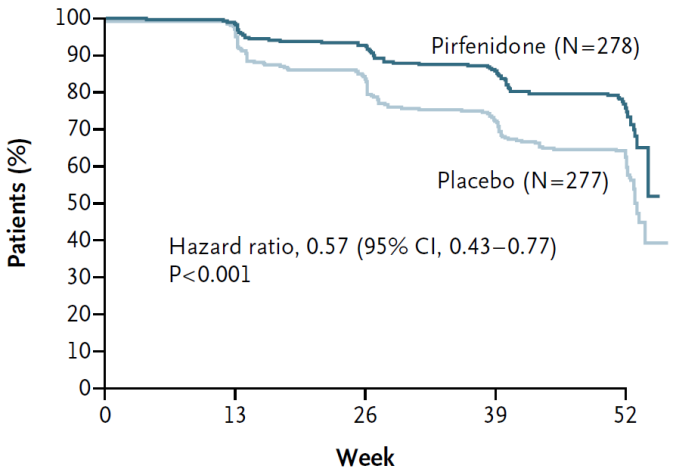 100
90
80
70
60
50
40
30
20
10
0
Patients (%)
Pirfenidone (N=278)
Placebo (N=277)
Hazard ratio, 0.57 (95% CI, 0.43–0.77)
P<0.001
0 13 26 39 52
Week